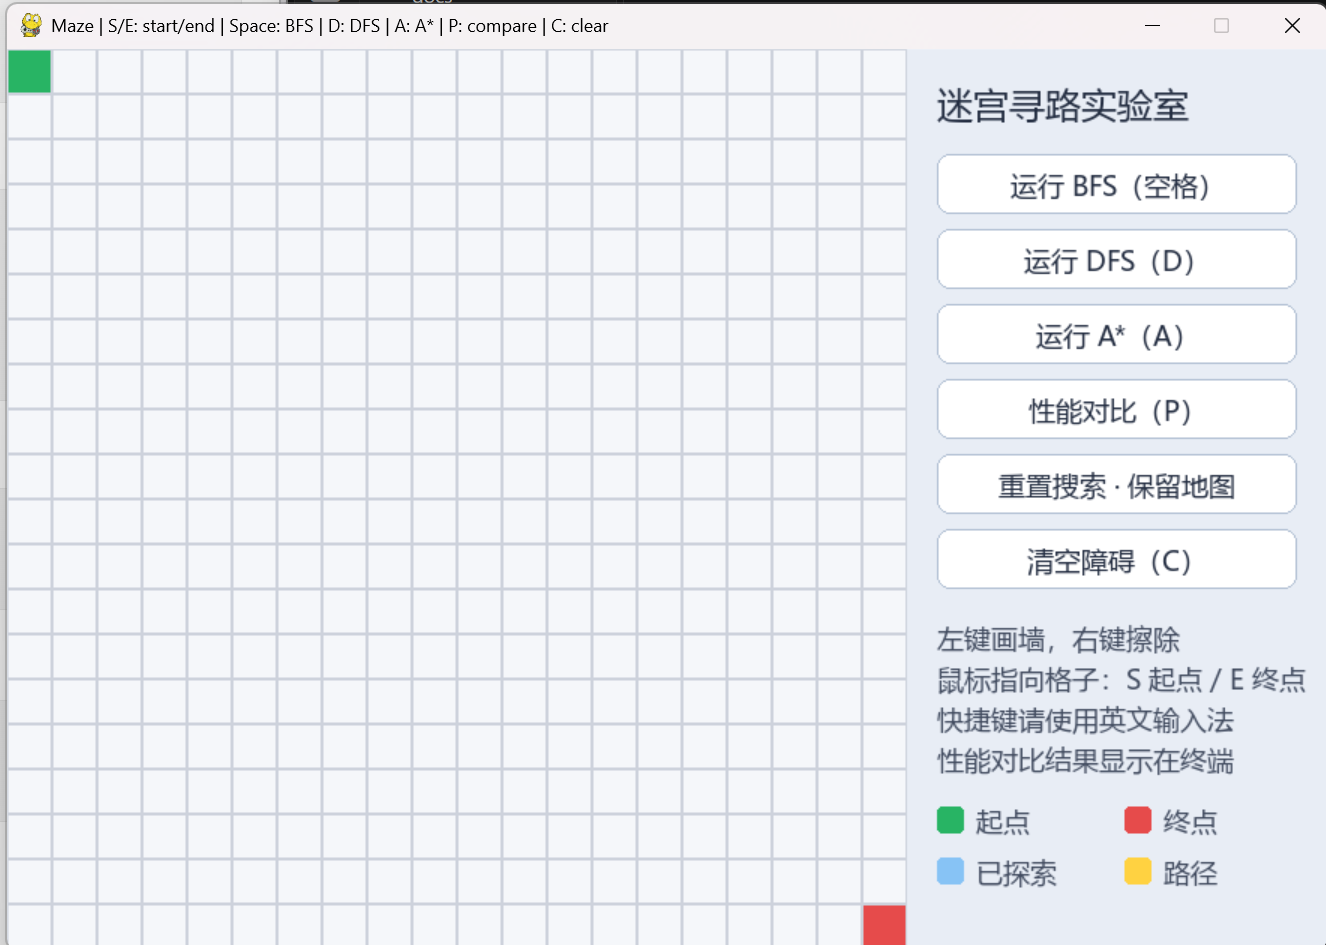 Maze | S/E: start/end | Space: BFS | D: DFS | A: A* | P: compare | C: clear
迷宫寻路实验室
运行 BFS（空格）
运行 DFS（D）
运行 A*（A）
性能对比（P）
重置搜索 · 保留地图
清空障碍（C）
左键画墙，右键擦除
鼠标指向格子：S 起点 / E 终点
快捷键请使用英文输入法
性能对比结果显示在终端
起点 终点
已探索 路径